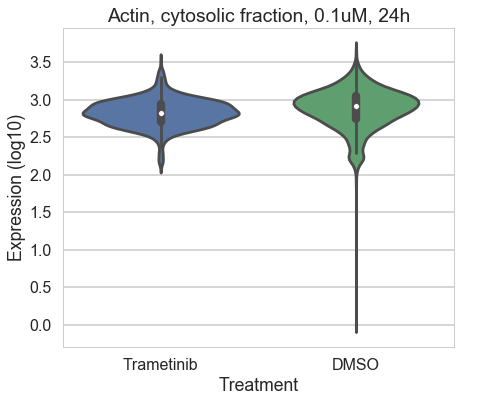 Actin, cytosolic fraction, 0.1uM, 24h
Expression (log10)
3.5
3.0
2.5
2.0
1.5
1.0
0.5
0.0
Trametinib DMSO
Treatment